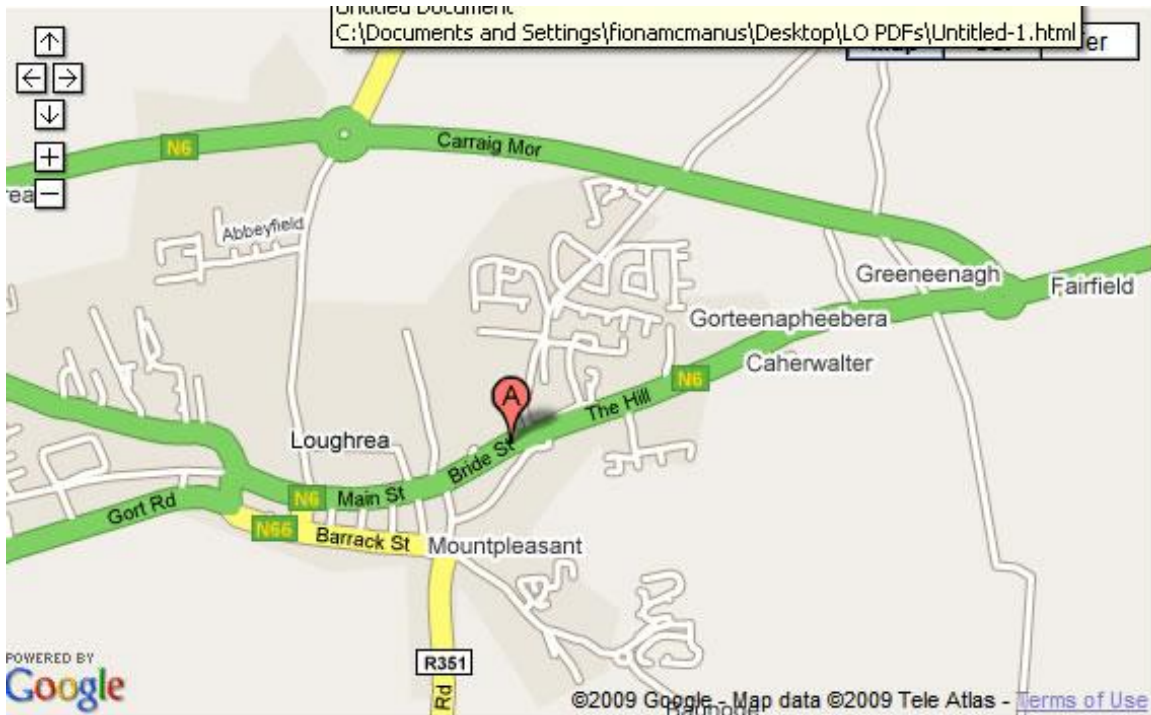 Untitled Document
C:\Documents and Settings\fionamcmanus\Desktop\LO PDFs\Untitled-1.html
N6
Carraig Mor
Abbeyfield
Greeneenagh
Fairfield
Gorteenapheebera
Caherwalter
N6
A
The Hill
Loughrea
Bride St
N6
Main St
Gort Rd
N66
Barrack St
Mountpleasant
R351
Rd
POWERED BY
Google
©2009 Google - Map data ©2009 Tele Atlas - Terms of Use